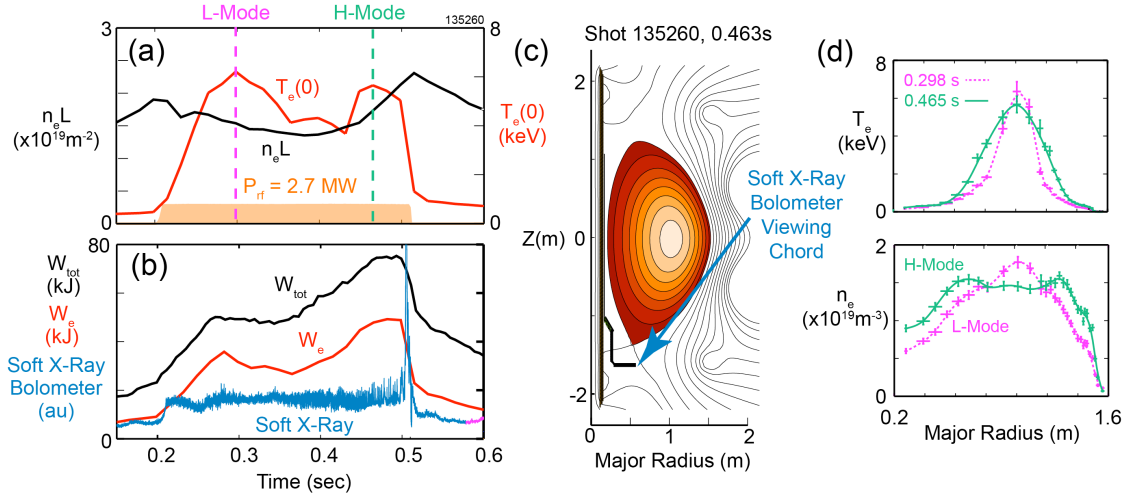 L-Mode
H-Mode
135260
3
8
(a)
T_e(0)
n_eL
(x10^19m^-2)
T_e(0)
(keV)
n_eL
P_rf = 2.7 MW
0
0
80
(b)
W_tot
(kJ)
W_tot
W_e
(kJ)
W_e
Soft X-Ray
Bolometer
(au)
Soft X-Ray
0
0.2
0.3
0.4
0.5
0.6
Time (sec)
(c)
Shot 135260, 0.463s
2
Z(m)
0
-2
Soft X-Ray
Bolometer
Viewing
Chord
0
1
2
Major Radius (m)
(d)
8
0.298 s
0.465 s
T_e
(keV)
4
0
2
H-Mode
n_e
(x10^19m^-3)
1
L-Mode
0
0.2
1.6
Major Radius (m)